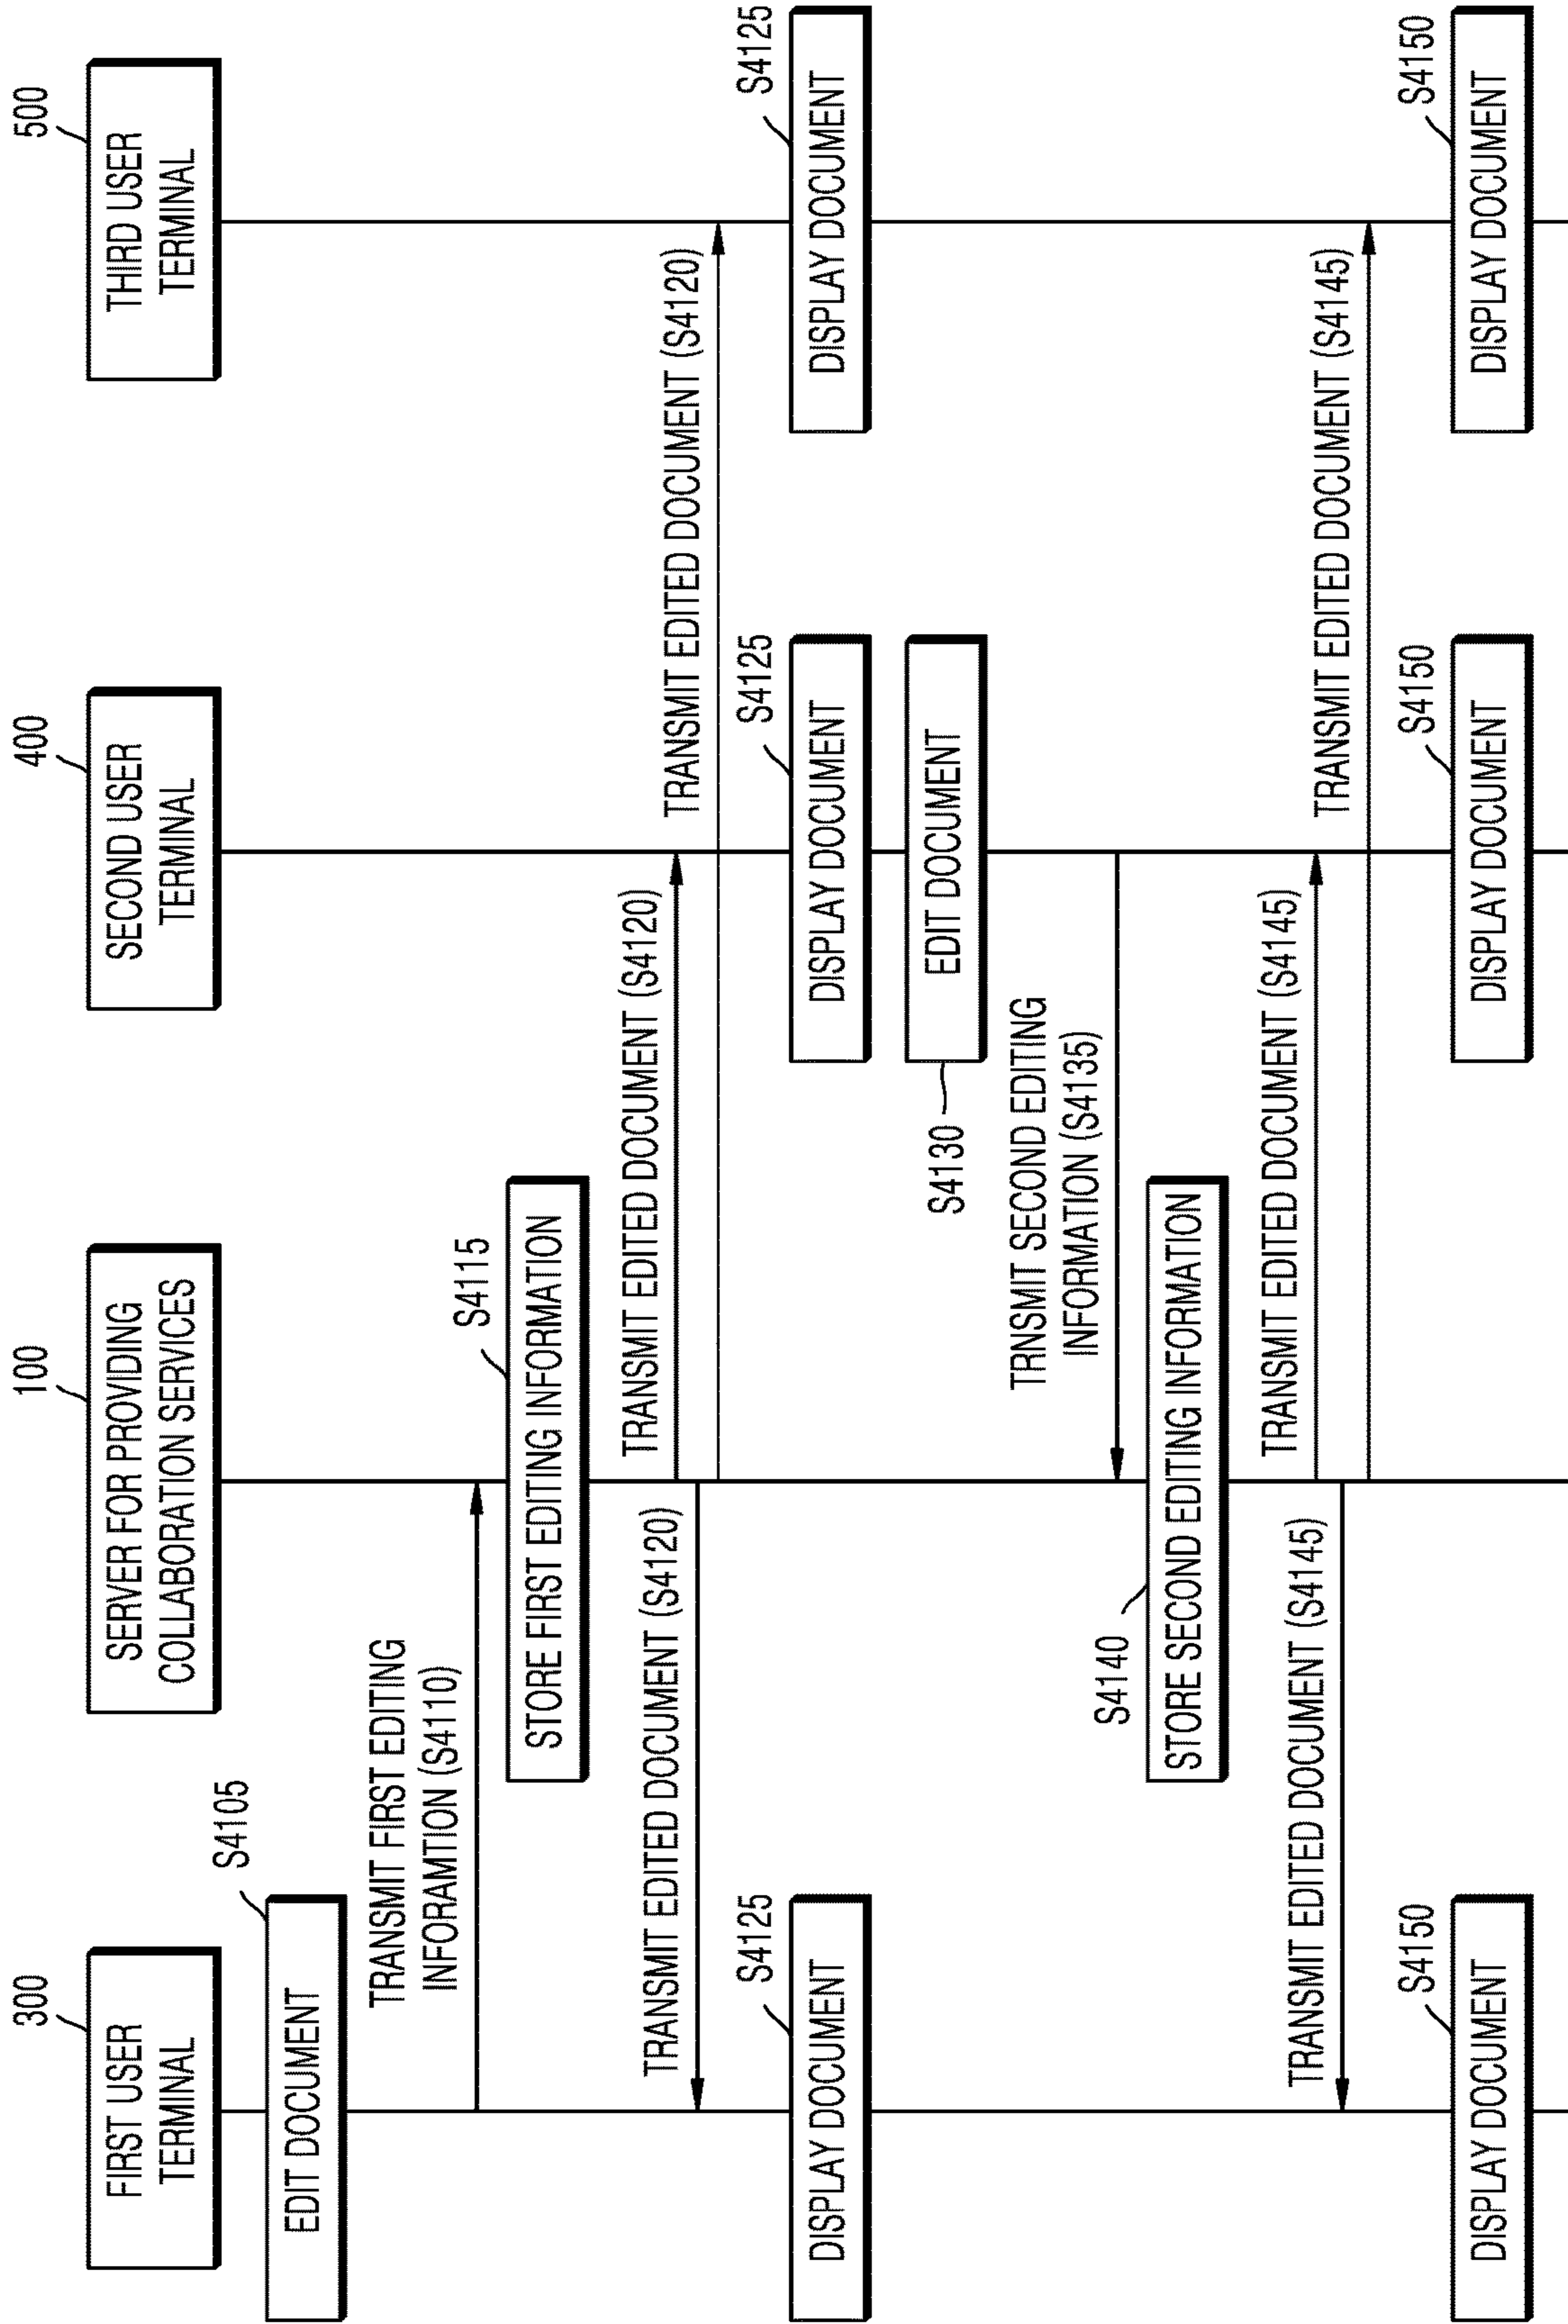 300
FIRST USER
TERMINAL
100
SERVER FOR PROVIDING
COLLABORATION SERVICES
400
SECOND USER
TERMINAL
500
THIRD USER
TERMINAL
S4105
EDIT DOCUMENT
TRANSMIT FIRST EDITING
INFORAMTION (S4110)
S4115
STORE FIRST EDITING INFORMATION
TRANSMIT EDITED DOCUMENT (S4120)
TRANSMIT EDITED DOCUMENT (S4120)
TRANSMIT EDITED DOCUMENT (S4120)
S4125
DISPLAY DOCUMENT
S4125
DISPLAY DOCUMENT
S4125
DISPLAY DOCUMENT
EDIT DOCUMENT
S4130
TRNSMIT SECOND EDITING
INFORMATION (S4135)
S4140
STORE SECOND EDITING INFORMATION
TRANSMIT EDITED DOCUMENT (S4145)
TRANSMIT EDITED DOCUMENT (S4145)
TRANSMIT EDITED DOCUMENT (S4145)
S4150
DISPLAY DOCUMENT
S4150
DISPLAY DOCUMENT
S4150
DISPLAY DOCUMENT